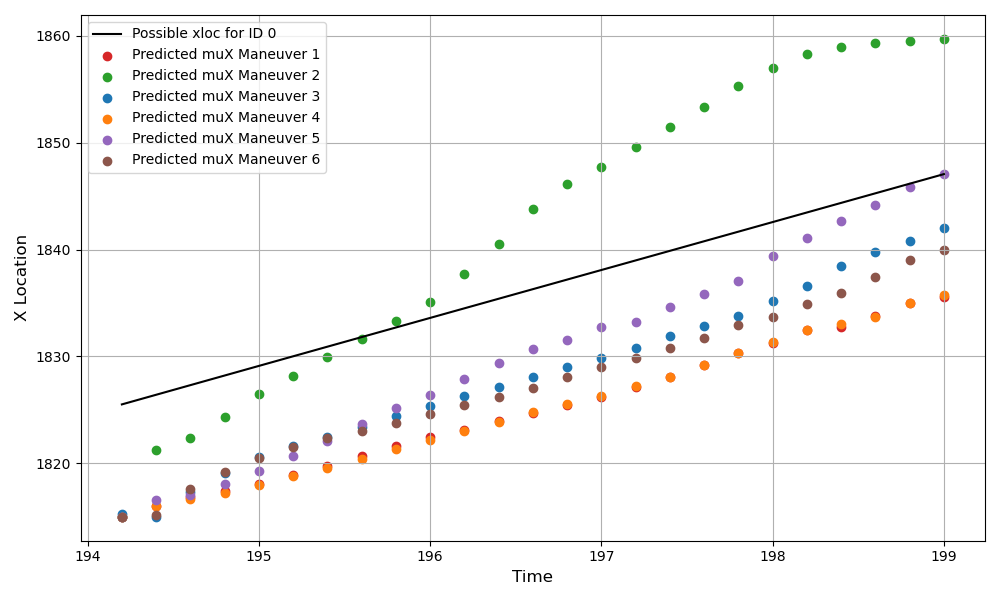 Possible xloc for ID 0
Predicted muX Maneuver 1
Predicted muX Maneuver 2
Predicted muX Maneuver 3
Predicted muX Maneuver 4
Predicted muX Maneuver 5
Predicted muX Maneuver 6
1860
1850
1840
1830
1820
X Location
194 195 196 197 198 199
Time